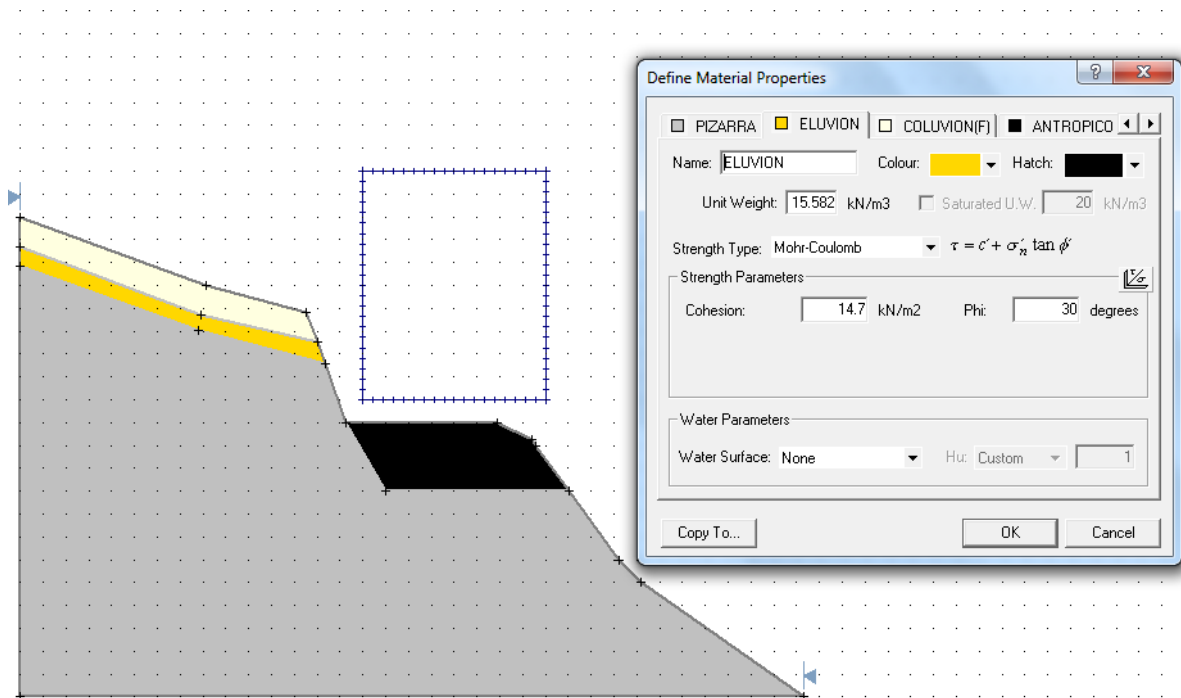 Define Material Properties
PIZARRA ELUVION COLUVION(F) ANTROPICO
Name: ELUVION Colour: Hatch:
Unit Weight: 15.582 kN/m3 Saturated U.W. 20 kN/m3
Strength Type: Mohr-Coulomb τ = c′ + σ′n tan ϕ′
Strength Parameters
Cohesion: 14.7 kN/m2 Phi: 30 degrees
Water Parameters
Water Surface: None Hu: Custom 1
Copy To... OK Cancel